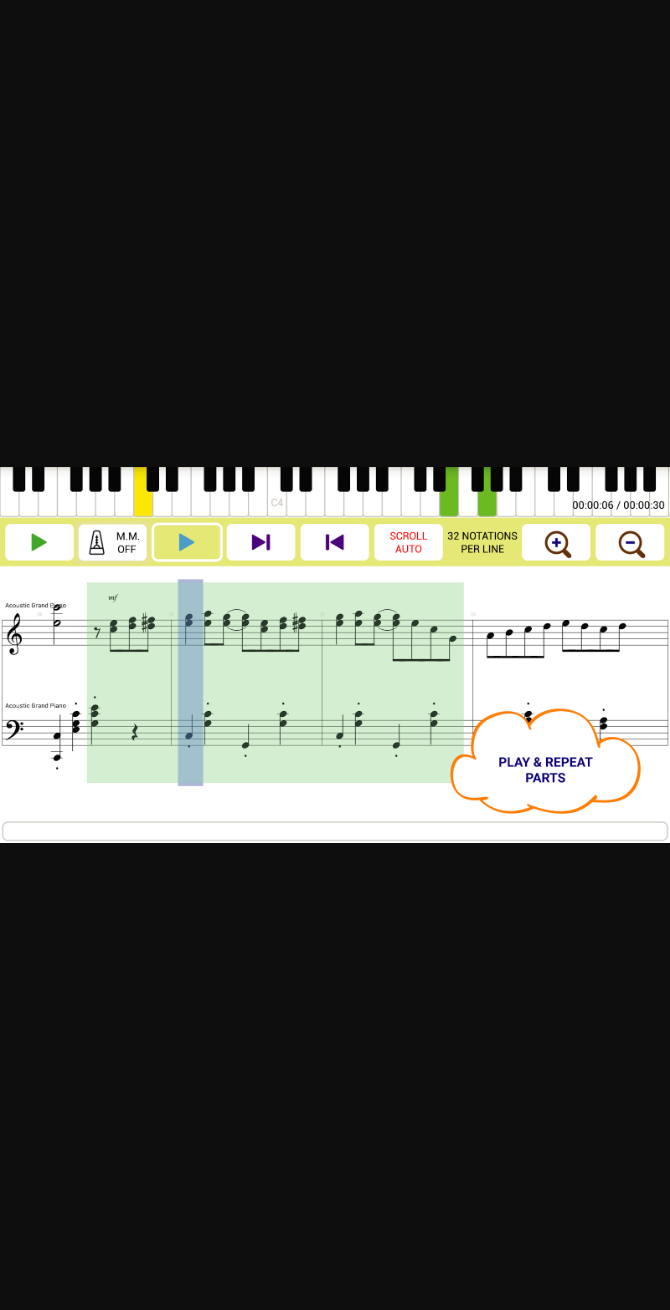 C4
00:00:06 / 00:00:30
M.M.
OFF
SCROLL
AUTO
32 NOTATIONS
PER LINE
mf
Acoustic Grand Piano
Acoustic Grand Piano
PLAY & REPEAT
PARTS